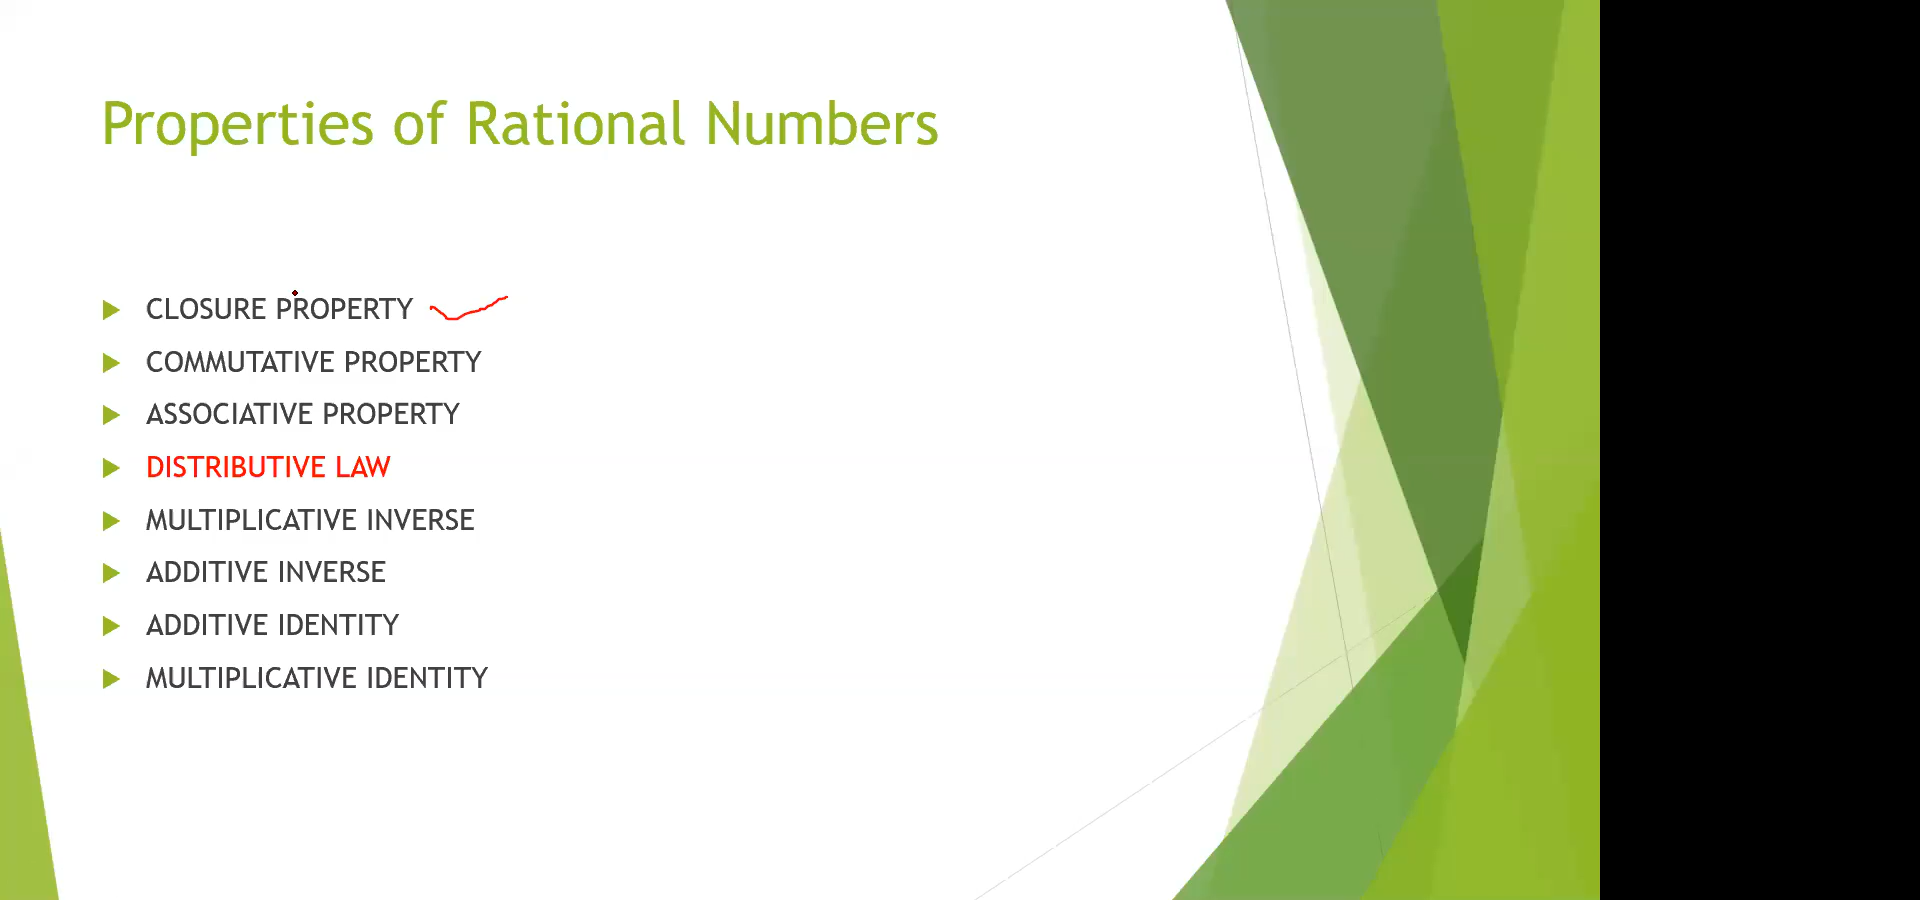 Properties of Rational Numbers
CLOSURE PROPERTY
COMMUTATIVE PROPERTY
ASSOCIATIVE PROPERTY
DISTRIBUTIVE LAW
MULTIPLICATIVE INVERSE
ADDITIVE INVERSE
ADDITIVE IDENTITY
MULTIPLICATIVE IDENTITY